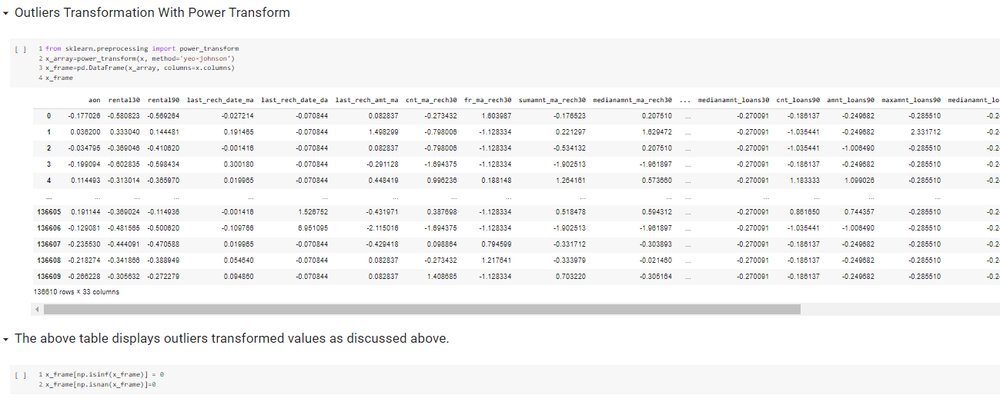 Outliers Transformation With Power Transform
[ ] 1 from sklearn.preprocessing import power_transform
2 x_array=power_transform(x, method='yeo-johnson')
3 x_frame=pd.DataFrame(x_array, columns=x.columns)
4 x_frame
aon rental30 rental90 last_rech_date_ma last_rech_date_da last_rech_amt_ma cnt_ma_rech30 fr_ma_rech30 sumamnt_ma_rech30 medianamnt_ma_rech30 ... medianamnt_loans30 cnt_loans90 amnt_loans90 maxamnt_loans90 medianamnt_lo
0 -0.177026 -0.580823 -0.569264 -0.027214 -0.070844 0.082837 -0.273432 1.603987 -0.176523 0.207510 ... -0.270091 -0.186137 -0.249682 -0.285510 -0.2
1 0.036200 0.333040 0.144481 0.191465 -0.070844 1.498299 -0.798006 -1.128334 0.221297 1.629472 ... -0.270091 -1.035441 -0.249682 2.331712 -0.2
2 -0.034795 -0.369046 -0.410620 -0.001416 -0.070844 0.082837 -0.798006 -1.128334 -0.534132 0.207510 ... -0.270091 -1.035441 -1.006490 -0.285510 -0.2
3 -0.199094 -0.602835 -0.598434 0.300180 -0.070844 -0.291128 -1.694375 -1.128334 -1.902513 -1.961897 ... -0.270091 -0.186137 -0.249682 -0.285510 -0.2
4 0.114493 -0.313014 -0.365970 0.019965 -0.070844 0.448419 0.996236 0.188148 1.264161 0.573660 ... -0.270091 1.183333 1.099026 -0.285510 -0.2
... ... ... ... ... ... ... ... ... ... ... ... ... ... ... ...
136605 0.191144 -0.369024 -0.114936 -0.001416 1.526752 -0.431971 0.387698 -1.128334 0.518478 0.594312 ... -0.270091 0.861650 0.744357 -0.285510 -0.2
136606 -0.129081 -0.481565 -0.500620 -0.109766 6.951095 -2.115016 -1.694375 -1.128334 -1.902513 -1.961897 ... -0.270091 -1.035441 -1.006490 -0.285510 -0.2
136607 -0.235530 -0.444091 -0.470588 0.019965 -0.070844 -0.429418 0.098864 0.794599 -0.331712 -0.303893 ... -0.270091 -0.186137 -0.249682 -0.285510 -0.2
136608 -0.218274 -0.341866 -0.388949 0.054640 -0.070844 0.082837 -0.273432 1.217641 -0.333979 -0.021460 ... -0.270091 -0.186137 -0.249682 -0.285510 -0.2
136609 -0.266228 -0.305632 -0.272279 0.094860 -0.070844 0.082837 1.408685 -1.128334 0.703220 -0.305164 ... -0.270091 -0.186137 -0.249682 -0.285510 -0.2
136610 rows × 33 columns
The above table displays outliers transformed values as discussed above.
[ ] 1 x_frame[np.isinf(x_frame)] = 0
2 x_frame[np.isnan(x_frame)]=0